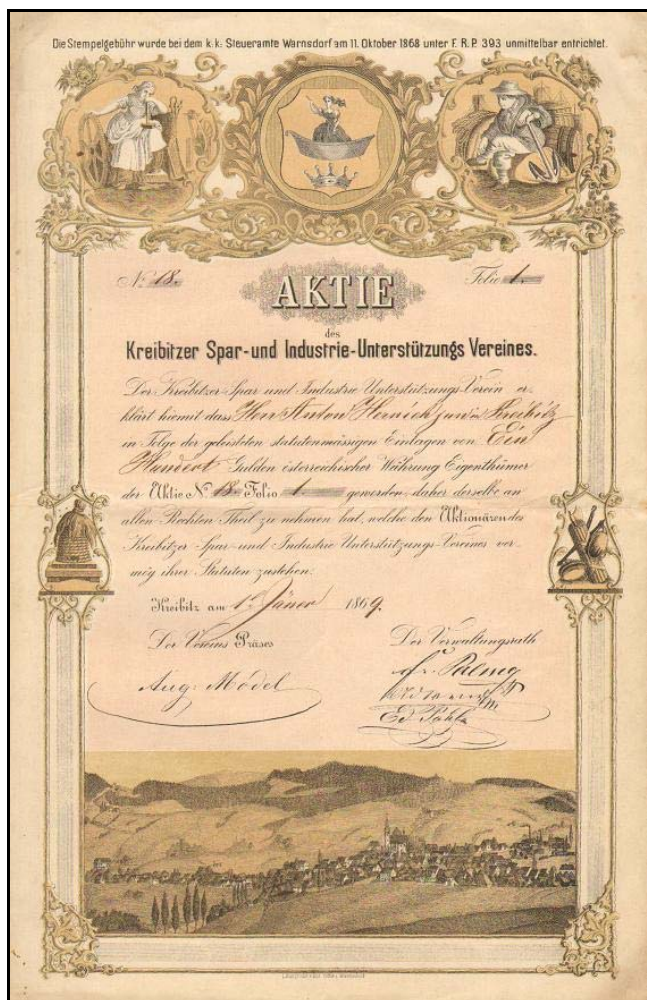 Die Stempelgebühr wurde bei dem k. k. Steueramte Warnsdorf am 11. Oktober 1868 unter F. R. P. 393 unmittelbar entrichtet.
No. 18. Folio 1.
AKTIE
des
Kreibitzer Spar- und Industrie-Unterstützungs Vereines.
Der Kreibitzer Spar- und Industrie Unterstützungs-Verein er-
klärt hiemit dass Herr Anton in Kreibitz
in Folge der geleisteten statutenmässigen Einlagen von Ein
Hundert Gulden österreichischer Währung Eigenthümer
der Aktie No. 18. Folio 1. geworden, daher derselbe an
allen Rechten Theil zu nehmen hat, welche den Aktionären des
Kreibitzer Spar- und Industrie-Unterstützungs-Vereines ver-
mög ihrer Statuten zustehen.
Kreibitz am 1. Jäner 1869.
Der Vereins Präses Der Verwaltungsrath
Aug. Model